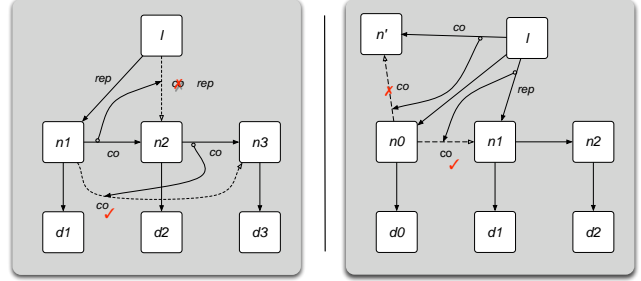 l
rep
co rep
n1 n2 n3
co co
co
d1 d2 d3
n'
co
l
co
rep
n0 n1 n2
co
d0 d1 d2